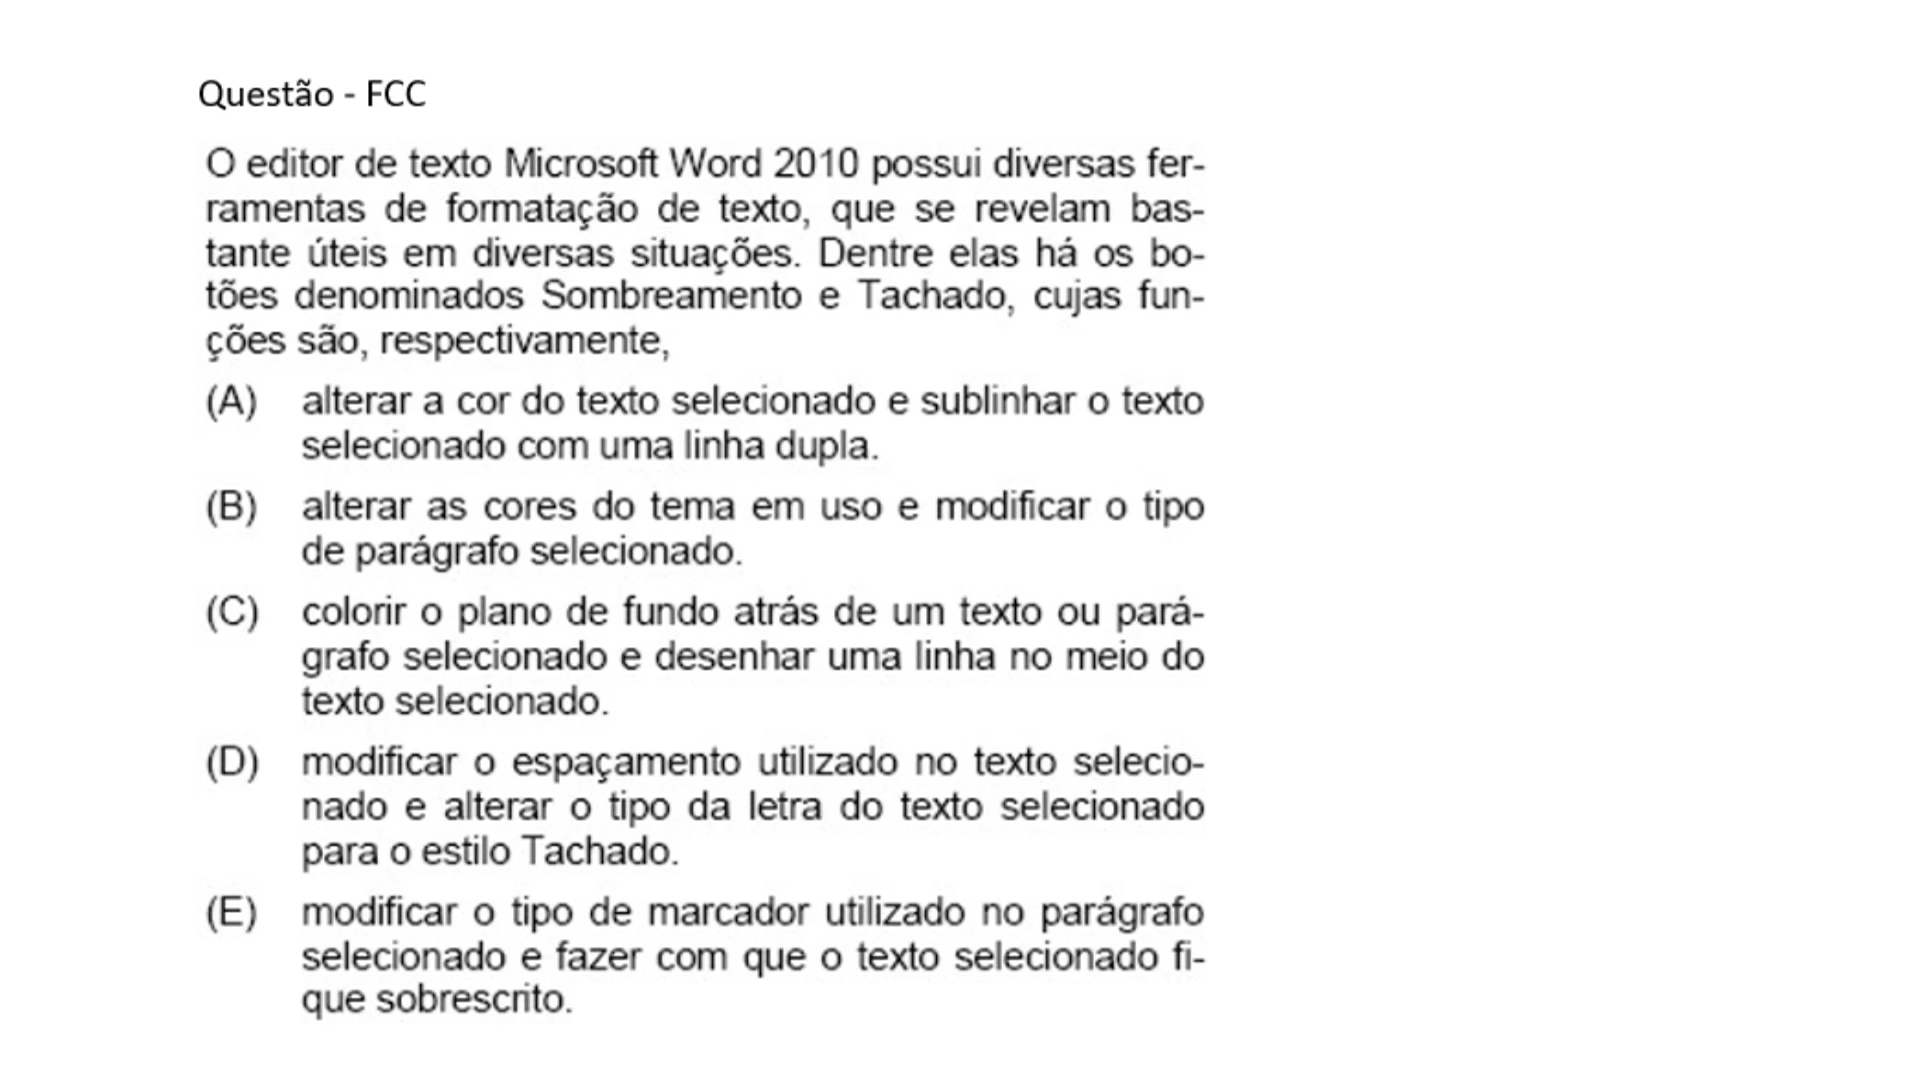 Questão - FCC
O editor de texto Microsoft Word 2010 possui diversas fer-
ramentas de formatação de texto, que se revelam bas-
tante úteis em diversas situações. Dentre elas há os bo-
tões denominados Sombreamento e Tachado, cujas fun-
ções são, respectivamente,
(A) alterar a cor do texto selecionado e sublinhar o texto
selecionado com uma linha dupla.
(B) alterar as cores do tema em uso e modificar o tipo
de parágrafo selecionado.
(C) colorir o plano de fundo atrás de um texto ou pará-
grafo selecionado e desenhar uma linha no meio do
texto selecionado.
(D) modificar o espaçamento utilizado no texto selecio-
nado e alterar o tipo da letra do texto selecionado
para o estilo Tachado.
(E) modificar o tipo de marcador utilizado no parágrafo
selecionado e fazer com que o texto selecionado fi-
que sobrescrito.